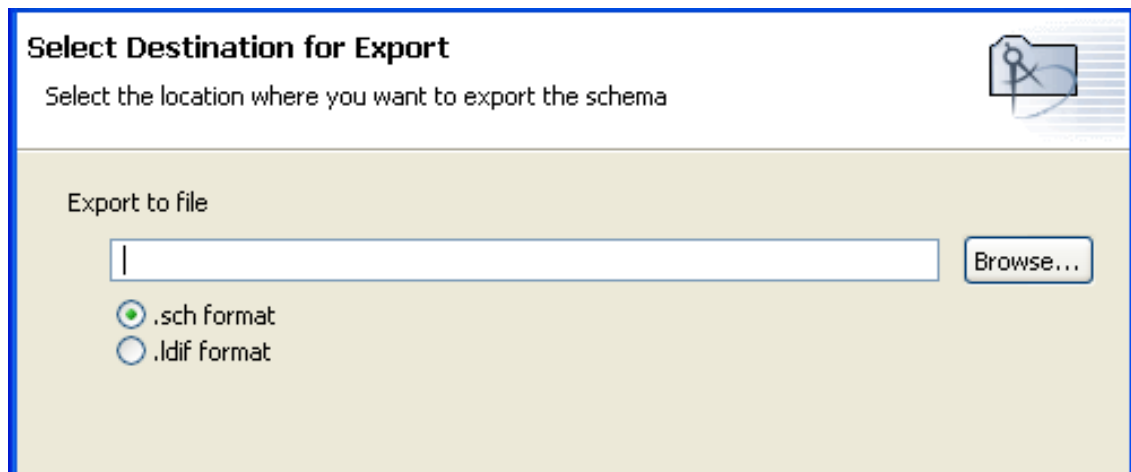 Select Destination for Export
Select the location where you want to export the schema
Export to file
Browse...
.sch format
.ldif format